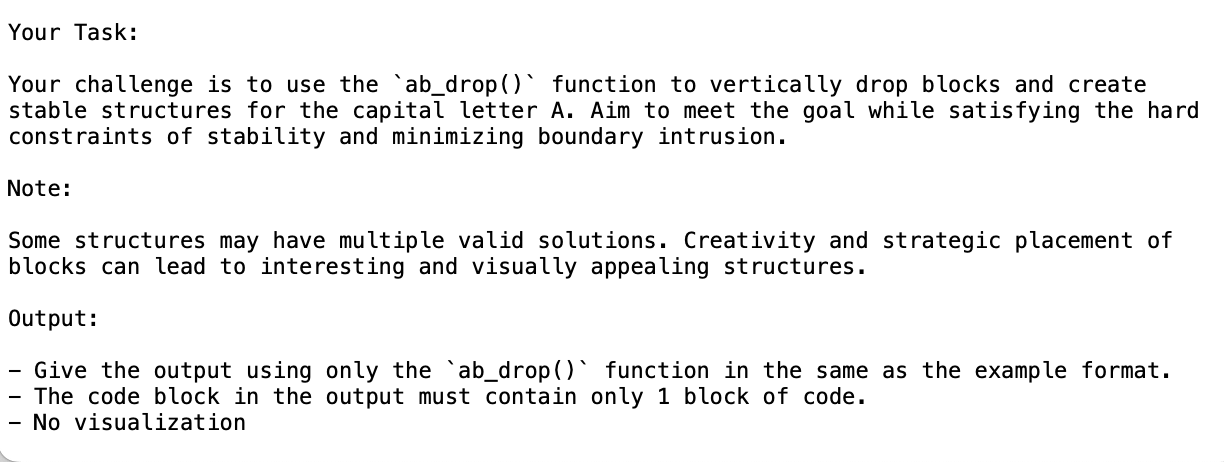 Your Task:
Your challenge is to use the `ab_drop()` function to vertically drop blocks and create
stable structures for the capital letter A. Aim to meet the goal while satisfying the hard
constraints of stability and minimizing boundary intrusion.
Note:
Some structures may have multiple valid solutions. Creativity and strategic placement of
blocks can lead to interesting and visually appealing structures.
Output:
– Give the output using only the `ab_drop()` function in the same as the example format.
– The code block in the output must contain only 1 block of code.
– No visualization